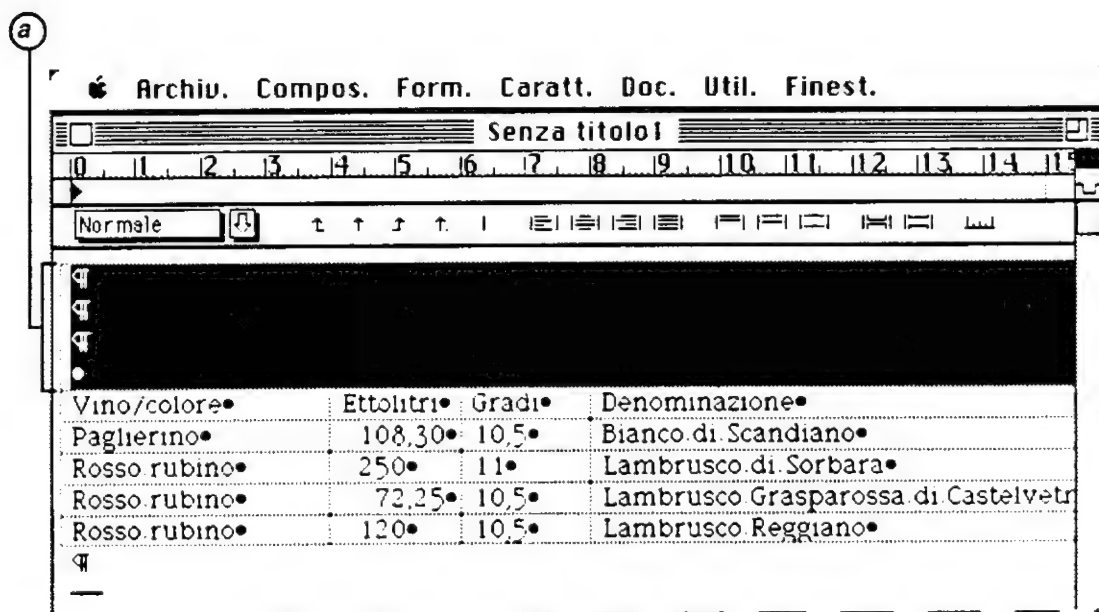 a
Archiv. Compos. Form. Caratt. Doc. Util. Finest.
Senza titolo1
0 1 2 3 4 5 6 7 8 9 10 11 12 13 14 15
Normale
¶
¶
¶
Vino/colore• Ettolitri• Gradi• Denominazione•
Paglierino• 108,30• 10,5• Bianco.di.Scandiano•
Rosso.rubino• 250• 11• Lambrusco.di.Sorbara•
Rosso.rubino• 72,25• 10,5• Lambrusco.Grasparossa.di.Castelvetr
Rosso.rubino• 120• 10,5• Lambrusco.Reggiano•
¶